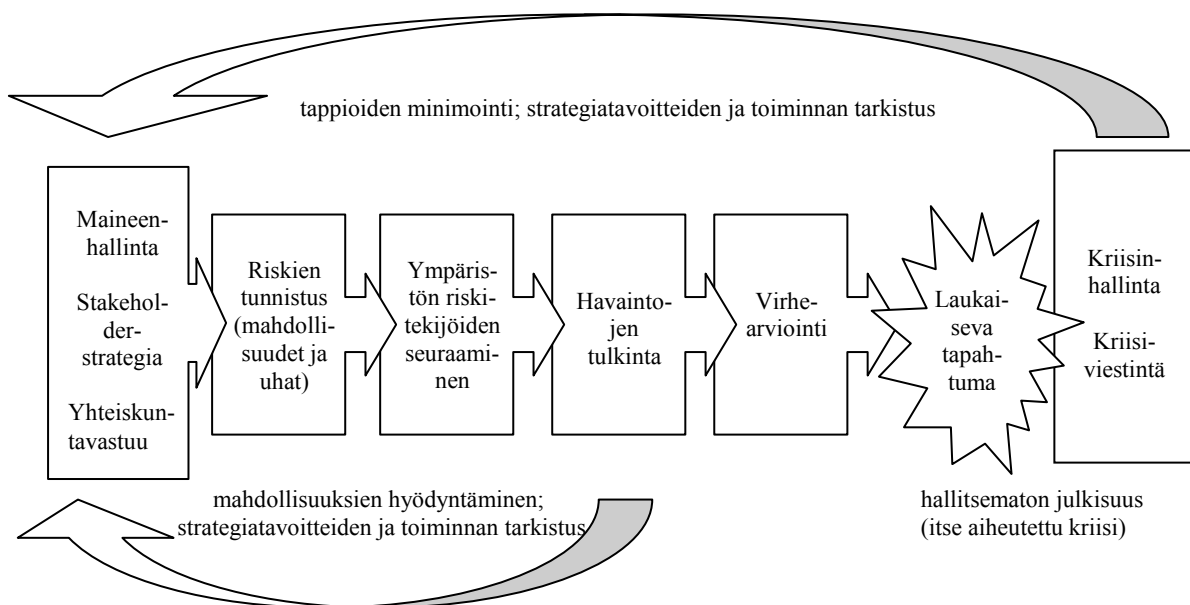 tappioiden minimointi; strategiatavoitteiden ja toiminnan tarkistus
Maineen-
hallinta
Stakehol-
der-
strategia
Yhteiskun-
tavastuu
Riskien
tunnistus
(mahdolli-
suudet ja
uhat)
Ympäris-
tön riski-
tekijöiden
seuraami-
nen
Havainto-
jen
tulkinta
Virhe-
arviointi
Laukai-
seva
tapah-
tuma
Kriisin-
hallinta
Kriisi-
viestintä
mahdollisuuksien hyödyntäminen;
strategiatavoitteiden ja toiminnan tarkistus
hallitsematon julkisuus
(itse aiheutettu kriisi)